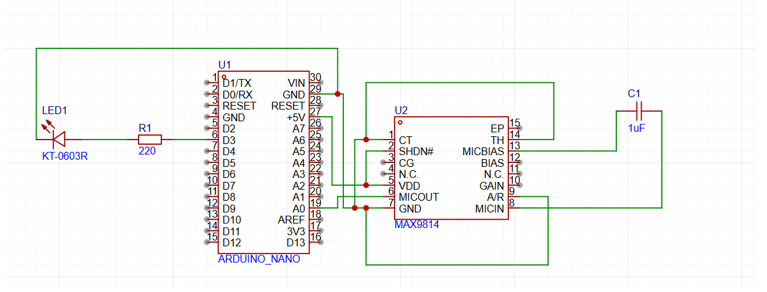 U1
1 D1/TX VIN 30
2 D0/RX GND 29
3 RESET RESET 28
4 GND +5V 27
5 D2 A7 26
6 D3 A6 25
7 D4 A5 24
8 D5 A4 23
9 D6 A3 22
10 D7 A2 21
11 D8 A1 20
12 D9 A0 19
13 D10 AREF 18
14 D11 3V3 17
15 D12 D13 16
ARDUINO_NANO
LED1
KT-0603R
R1
220
U2
EP 15
1 CT TH 14
2 SHDN# MICBIAS 13
3 CG BIAS 12
4 N.C. N.C. 11
5 VDD GAIN 10
6 MICOUT A/R 9
7 GND MICIN 8
MAX9814
C1
1uF